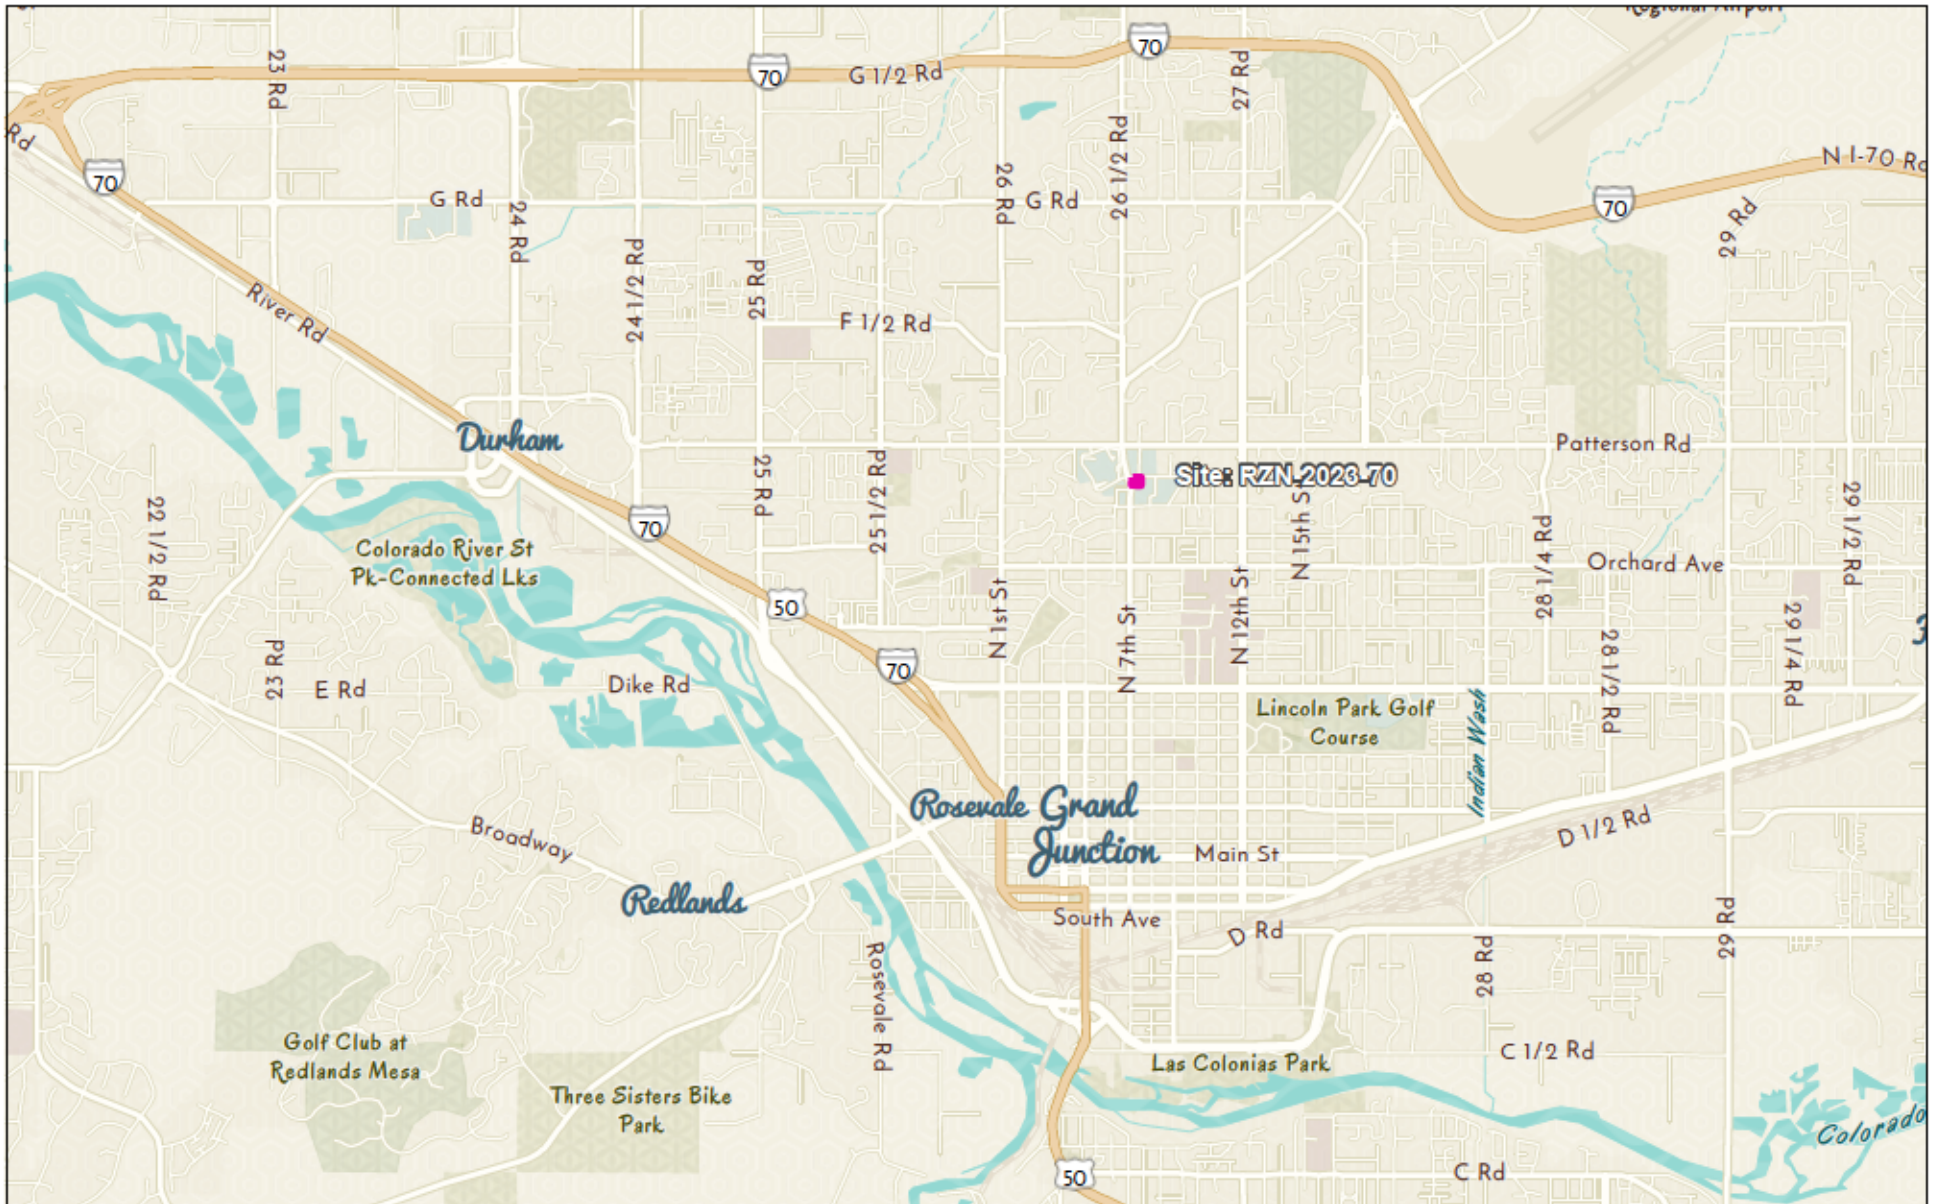 Regional Airport
23 Rd
70
G 1/2 Rd
70
27 Rd
Rd
70
26 1/2 Rd
N I-70 Rd
G Rd
24 Rd
26 Rd
G Rd
70
29 Rd
24 1/2 Rd
25 Rd
River Rd
F 1/2 Rd
Durham
Patterson Rd
Site: RZN-2023-70
25 Rd
25 1/2 Rd
22 1/2 Rd
70
N 15th St
28 1/4 Rd
29 1/2 Rd
Colorado River St
Pk-Connected Lks
Orchard Ave
50
N 1st St
N 7th St
N 12th St
23 Rd
E Rd
Dike Rd
70
28 1/2 Rd
29 1/4 Rd
Lincoln Park Golf
Course
Indian Wash
Rosevale
Grand
Junction
Broadway
Main St
D 1/2 Rd
Redlands
South Ave
D Rd
29 Rd
Rosevale Rd
28 Rd
Golf Club at
Redlands Mesa
Las Colonias Park
C 1/2 Rd
Three Sisters Bike
Park
Colorado
50
C Rd